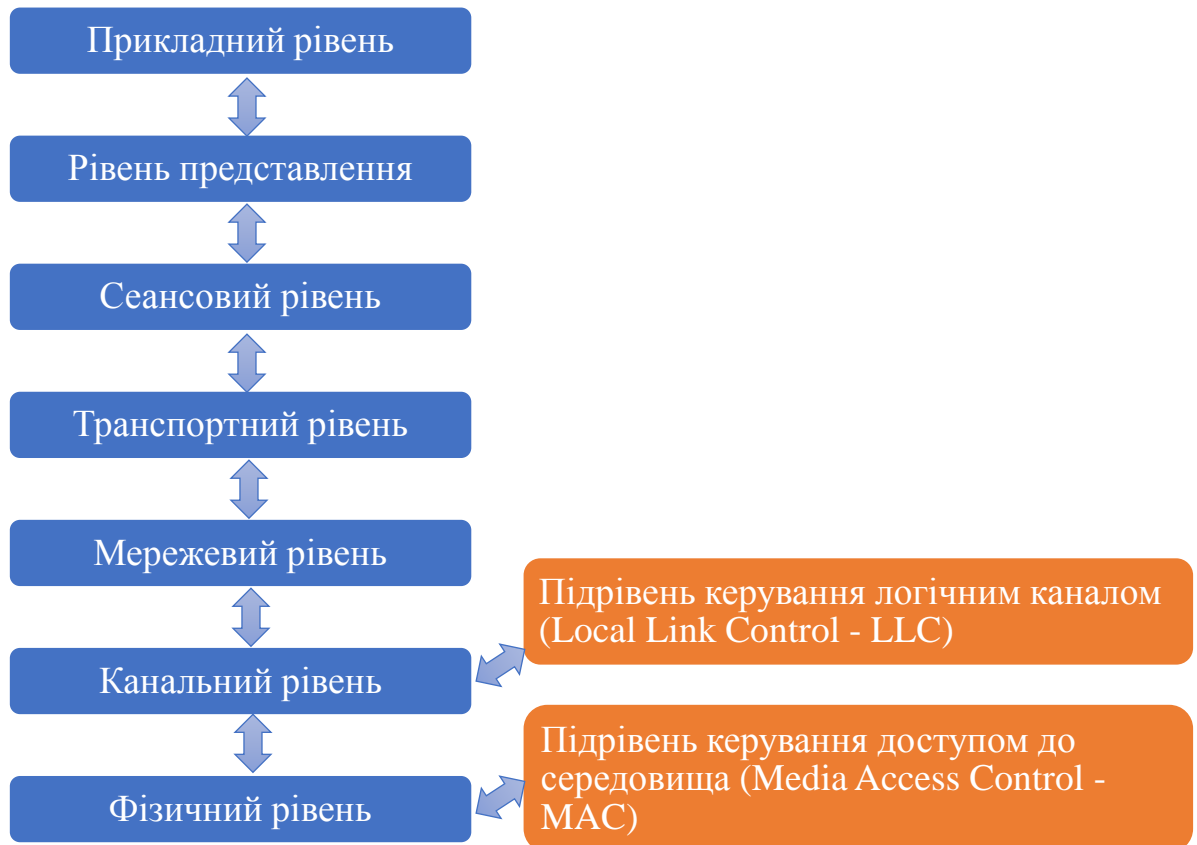 Прикладний рівень
Рівень представлення
Сеансовий рівень
Транспортний рівень
Мережевий рівень
Підрівень керування логічним каналом
(Local Link Control - LLC)
Канальний рівень
Підрівень керування доступом до
середовища (Media Access Control -
MAC)
Фізичний рівень